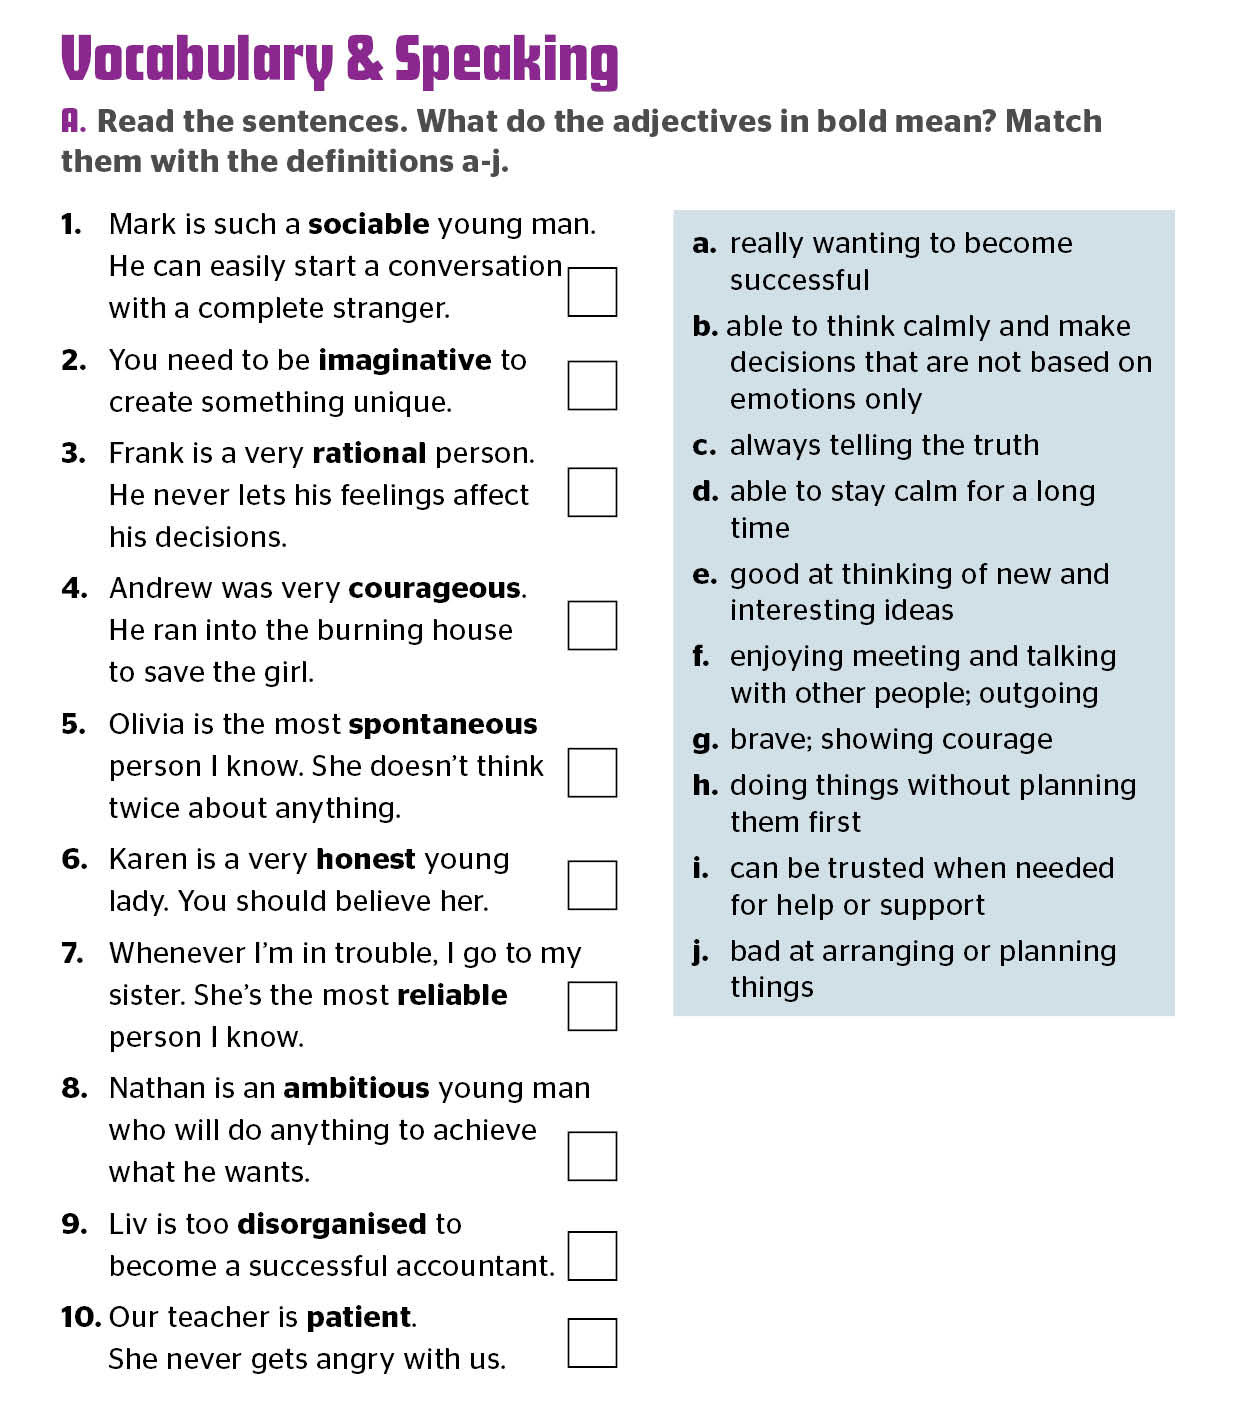 Vocabulary & Speaking
A. Read the sentences. What do the adjectives in bold mean? Match
them with the definitions a-j.
1. Mark is such a sociable young man.
He can easily start a conversation
with a complete stranger.
2. You need to be imaginative to
create something unique.
3. Frank is a very rational person.
He never lets his feelings affect
his decisions.
4. Andrew was very courageous.
He ran into the burning house
to save the girl.
5. Olivia is the most spontaneous
person I know. She doesn't think
twice about anything.
6. Karen is a very honest young
lady. You should believe her.
7. Whenever I'm in trouble, I go to my
sister. She's the most reliable
person I know.
8. Nathan is an ambitious young man
who will do anything to achieve
what he wants.
9. Liv is too disorganised to
become a successful accountant.
10. Our teacher is patient.
She never gets angry with us.
a. really wanting to become
successful
b. able to think calmly and make
decisions that are not based on
emotions only
c. always telling the truth
d. able to stay calm for a long
time
e. good at thinking of new and
interesting ideas
f. enjoying meeting and talking
with other people; outgoing
g. brave; showing courage
h. doing things without planning
them first
i. can be trusted when needed
for help or support
j. bad at arranging or planning
things